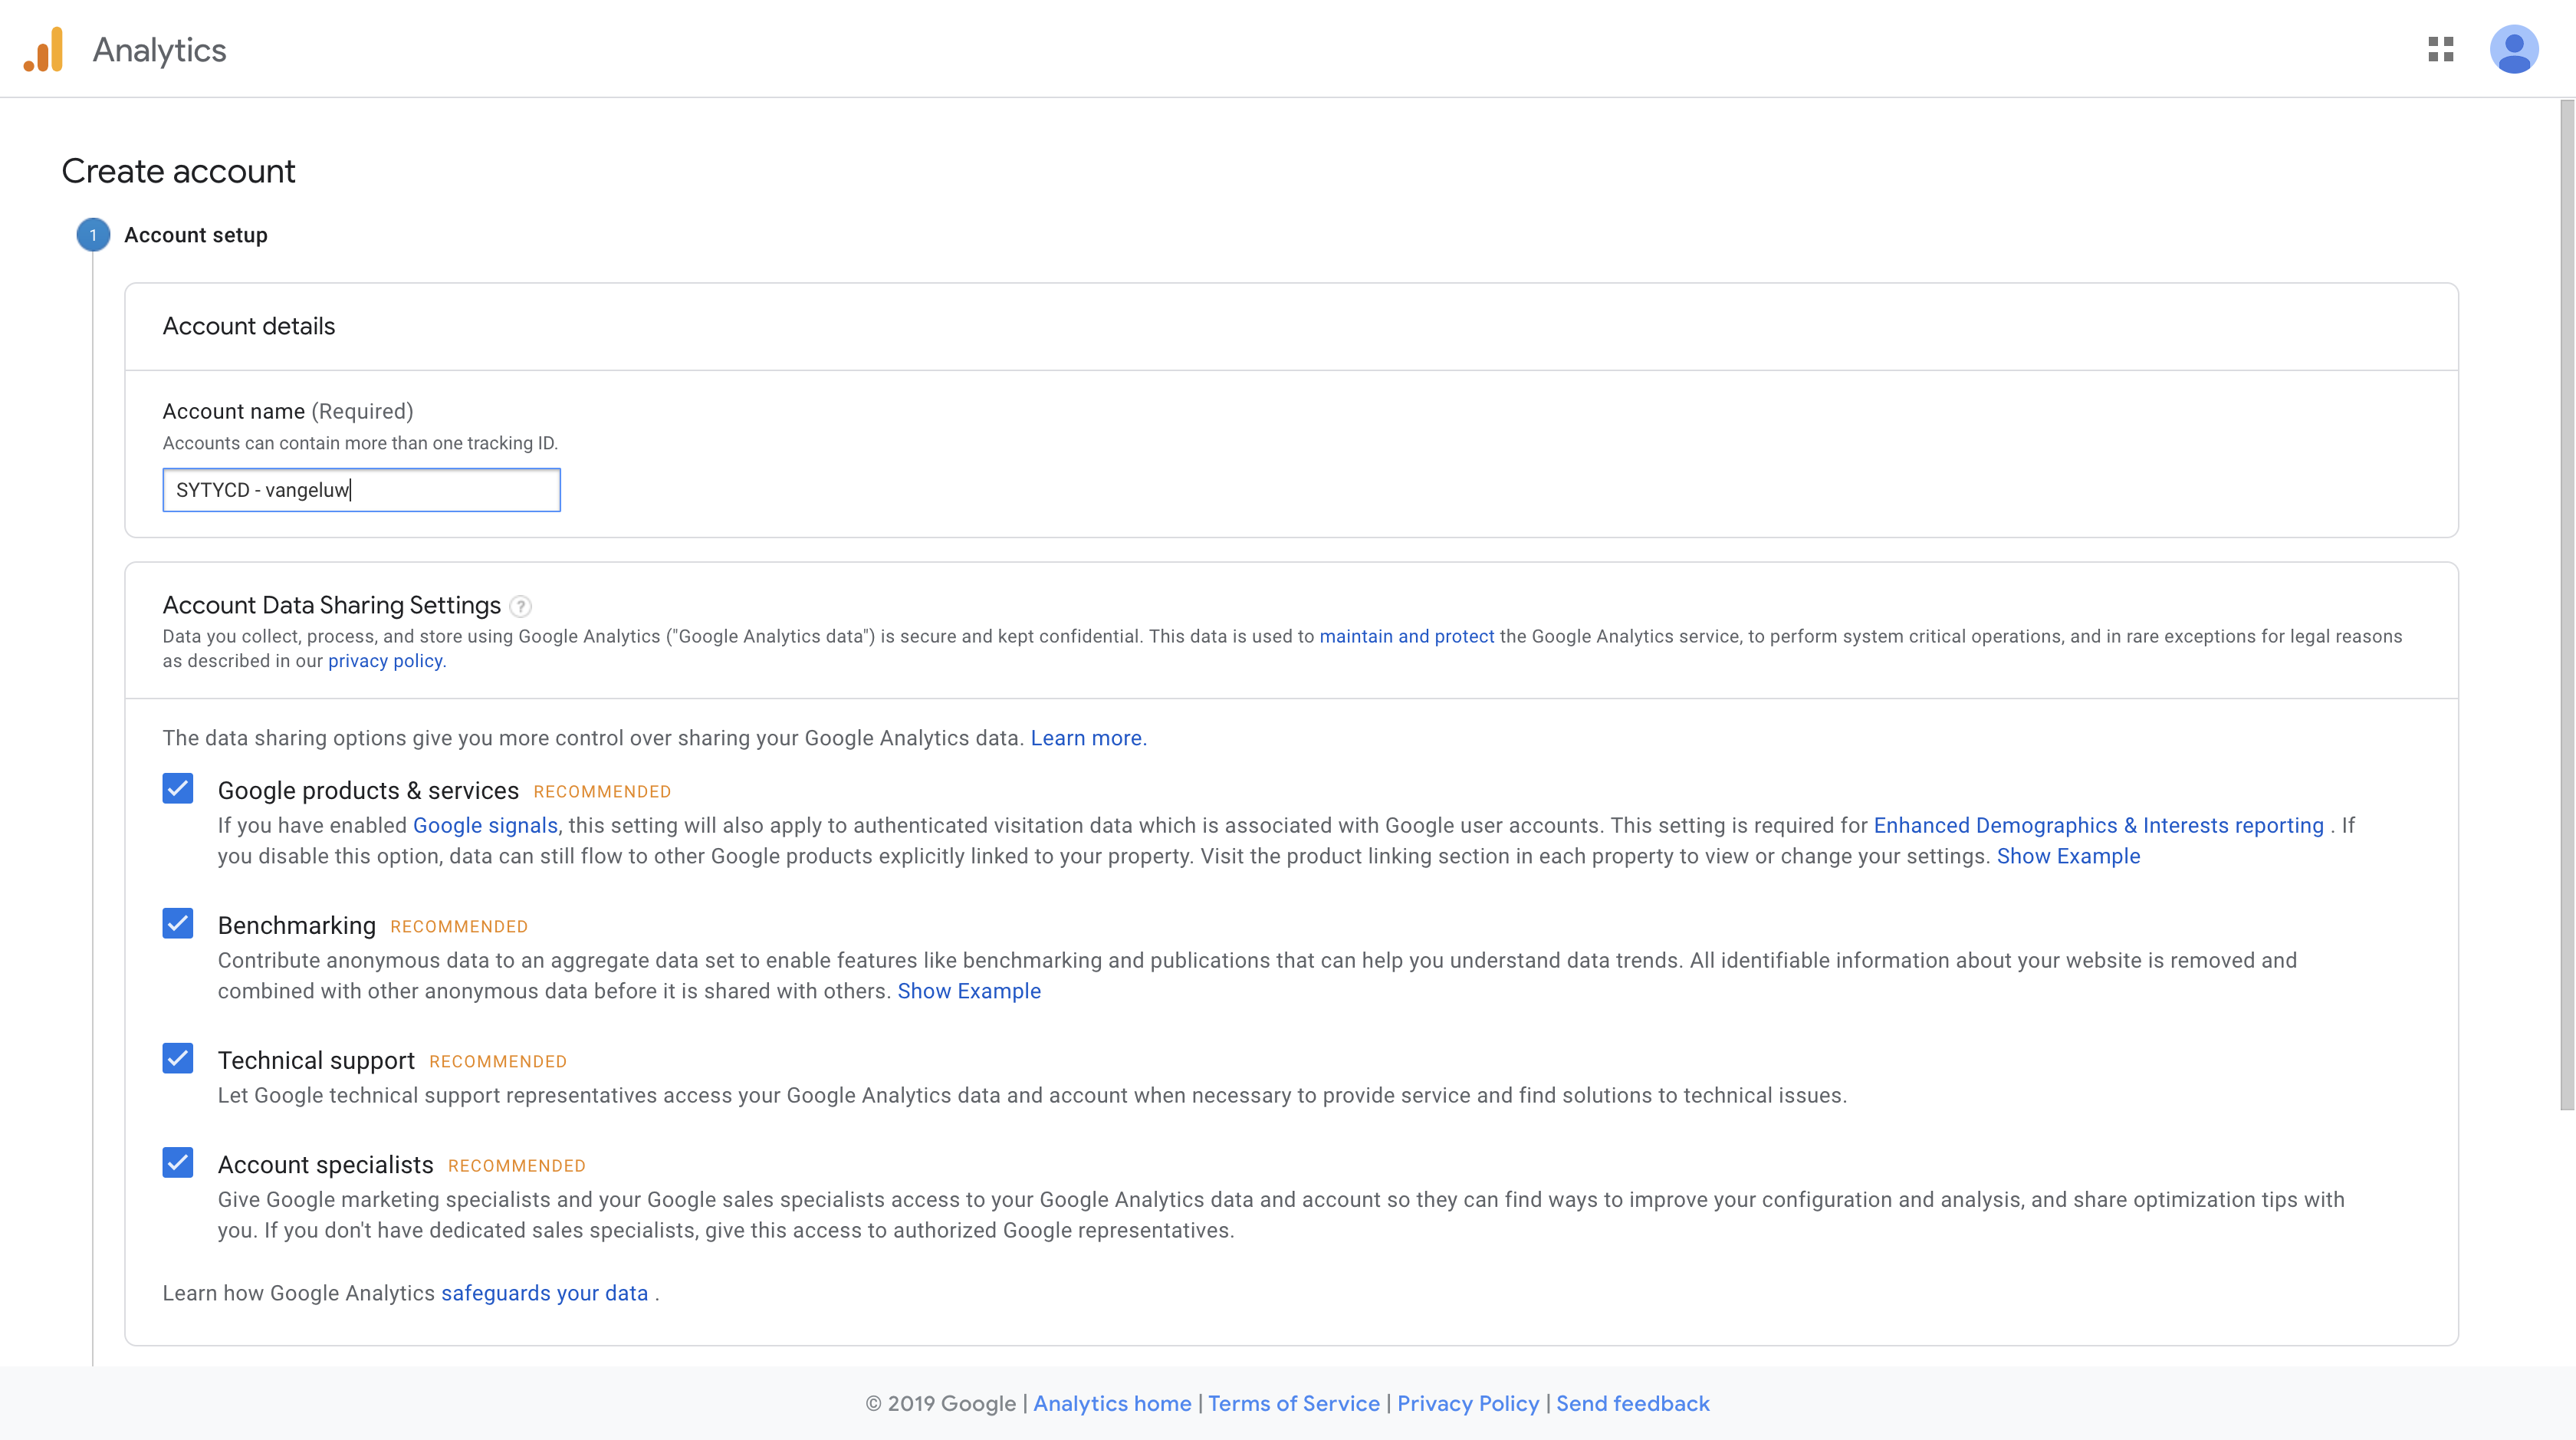 Analytics
Create account
1 Account setup
Account details
Account name (Required)
Accounts can contain more than one tracking ID.
SYTYCD - vangeluw
Account Data Sharing Settings ?
Data you collect, process, and store using Google Analytics ("Google Analytics data") is secure and kept confidential. This data is used to maintain and protect the Google Analytics service, to perform system critical operations, and in rare exceptions for legal reasons
as described in our privacy policy.
The data sharing options give you more control over sharing your Google Analytics data. Learn more.
Google products & services RECOMMENDED
If you have enabled Google signals, this setting will also apply to authenticated visitation data which is associated with Google user accounts. This setting is required for Enhanced Demographics & Interests reporting . If
you disable this option, data can still flow to other Google products explicitly linked to your property. Visit the product linking section in each property to view or change your settings. Show Example
Benchmarking RECOMMENDED
Contribute anonymous data to an aggregate data set to enable features like benchmarking and publications that can help you understand data trends. All identifiable information about your website is removed and
combined with other anonymous data before it is shared with others. Show Example
Technical support RECOMMENDED
Let Google technical support representatives access your Google Analytics data and account when necessary to provide service and find solutions to technical issues.
Account specialists RECOMMENDED
Give Google marketing specialists and your Google sales specialists access to your Google Analytics data and account so they can find ways to improve your configuration and analysis, and share optimization tips with
you. If you don't have dedicated sales specialists, give this access to authorized Google representatives.
Learn how Google Analytics safeguards your data .
© 2019 Google | Analytics home | Terms of Service | Privacy Policy | Send feedback